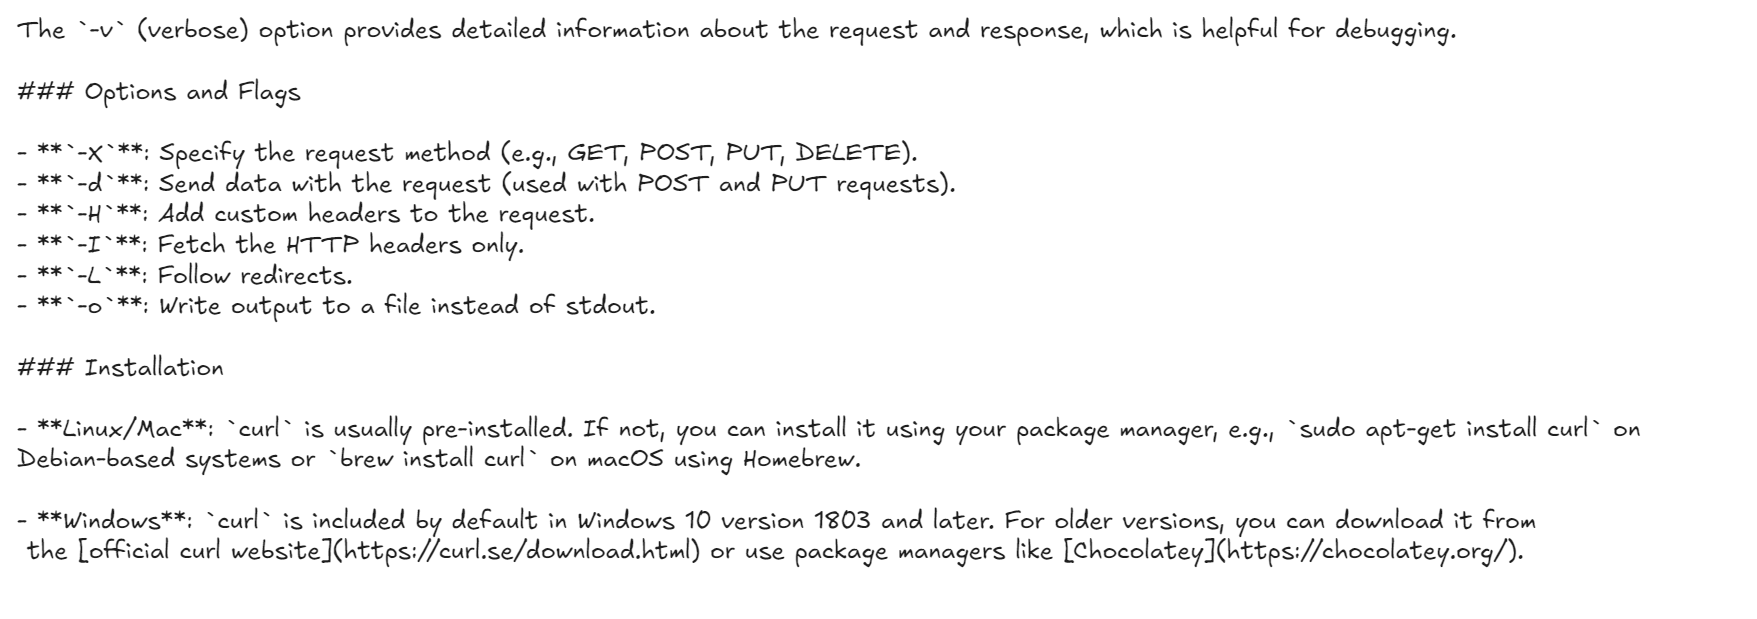 The `-v` (verbose) option provides detailed information about the request and response, which is helpful for debugging.
### Options and Flags
- **`-X`**: Specify the request method (e.g., GET, POST, PUT, DELETE).
- **`-d`**: Send data with the request (used with POST and PUT requests).
- **`-H`**: Add custom headers to the request.
- **`-I`**: Fetch the HTTP headers only.
- **`-L`**: Follow redirects.
- **`-o`**: Write output to a file instead of stdout.
### Installation
- **Linux/Mac**: `curl` is usually pre-installed. If not, you can install it using your package manager, e.g., `sudo apt-get install curl` on
Debian-based systems or `brew install curl` on macOS using Homebrew.
- **Windows**: `curl` is included by default in Windows 10 version 1803 and later. For older versions, you can download it from
the [official curl website](https://curl.se/download.html) or use package managers like [Chocolatey](https://chocolatey.org/).